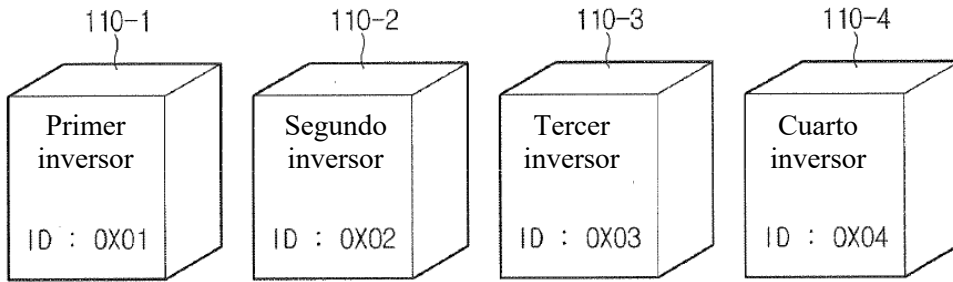 110-1 110-2 110-3 110-4
Primer Segundo Tercer Cuarto
inversor inversor inversor inversor
ID : 0X01 ID : 0X02 ID : 0X03 ID : 0X04